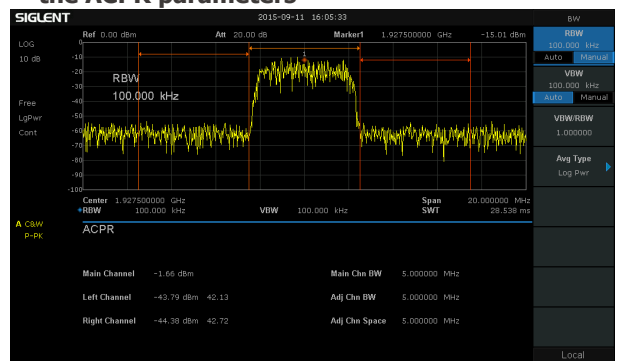 the ACPR parameters
SIGLENT 2015-09-11 16:05:33 BW
Ref 0.00 dBm Att 20.00 dB Marker1 1.927500000 GHz -15.01 dBm
RBW
100.000 kHz
Auto Manual
VBW
100.000 kHz
Auto Manual
VBW/RBW
1.000000
Avg Type
Log Pwr
LOG
10 dB
Free
LgPwr
Cont
0
-10
-20
-30
-40
-50
-60
-70
-80
-90
-100
1
RBW
100.000 kHz
Center 1.927500000 GHz Span 20.000000 MHz
*RBW 100.000 kHz VBW 100.000 kHz SWT 28.538 ms
A C&W
P-PK
ACPR
Main Channel -1.66 dBm Main Chn BW 5.000000 MHz
Left Channel -43.79 dBm 42.13 Adj Chn BW 5.000000 MHz
Right Channel -44.38 dBm 42.72 Adj Chn Space 5.000000 MHz
Local